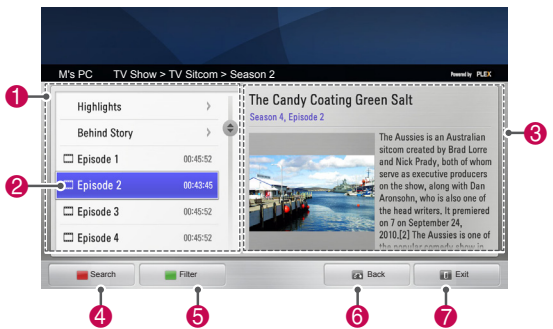 M's PC TV Show > TV Sitcom > Season 2
Powered by PLEX
1
Highlights >
Behind Story >
Episode 1 00:45:52
2
Episode 2 00:43:45
Episode 3 00:45:52
Episode 4 00:45:52
The Candy Coating Green Salt
Season 4, Episode 2
3
The Aussies is an Australian
sitcom created by Brad Lorre
and Nick Prady, both of whom
serve as executive producers
on the show, along with Dan
Aronsohn, who is also one of
the head writers. It premiered
on 7 on September 24,
2010.[2] The Aussies is one of
the popular comedy show in
Search
Filter
Back
Exit
4
5
6
7